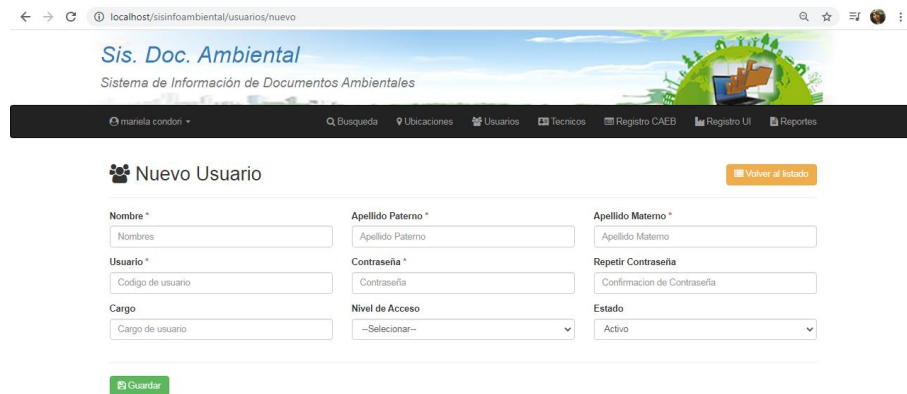 localhost/sisinfoambiental/usuarios/nuevo
Sis. Doc. Ambiental
Sistema de Información de Documentos Ambientales
mariela condori
Busqueda Ubicaciones Usuarios Tecnicos Registro CAEB Registro UI Reportes
Nuevo Usuario
Volver al listado
Nombre * Apellido Paterno * Apellido Materno *
Nombres Apellido Paterno Apellido Materno
Usuario * Contraseña * Repetir Contraseña
Codigo de usuario Contraseña Confirmacion de Contraseña
Cargo Nivel de Acceso Estado
Cargo de usuario --Selecionar-- Activo
Guardar